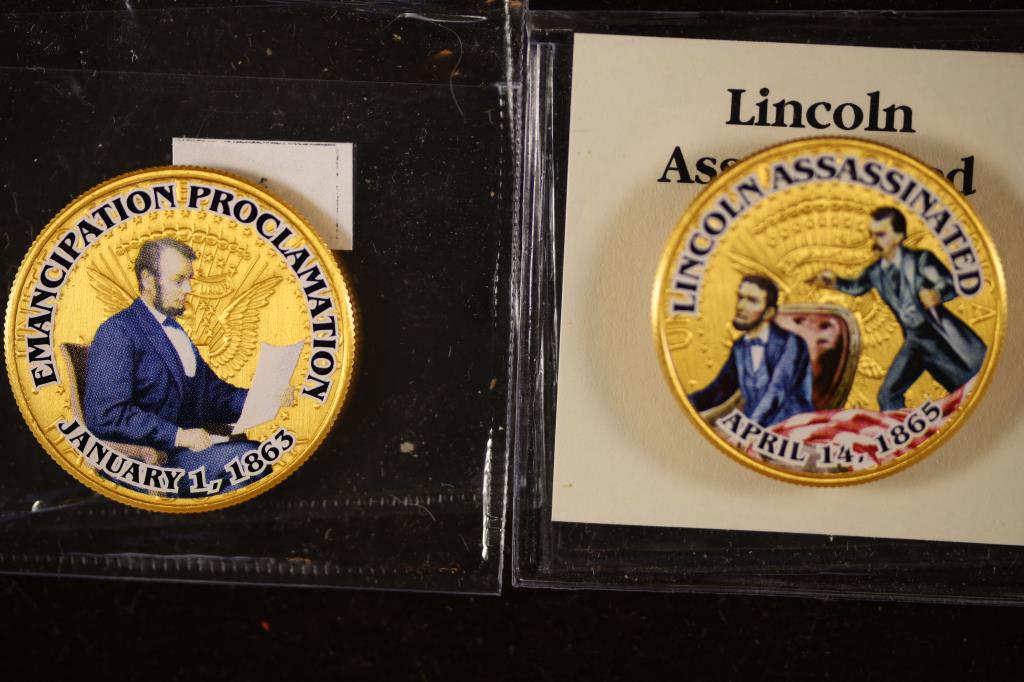 EMANCIPATION PROCLAMATION
JANUARY 1, 1863
Lincoln
LINCOLN ASSASSINATED
APRIL 14, 1865